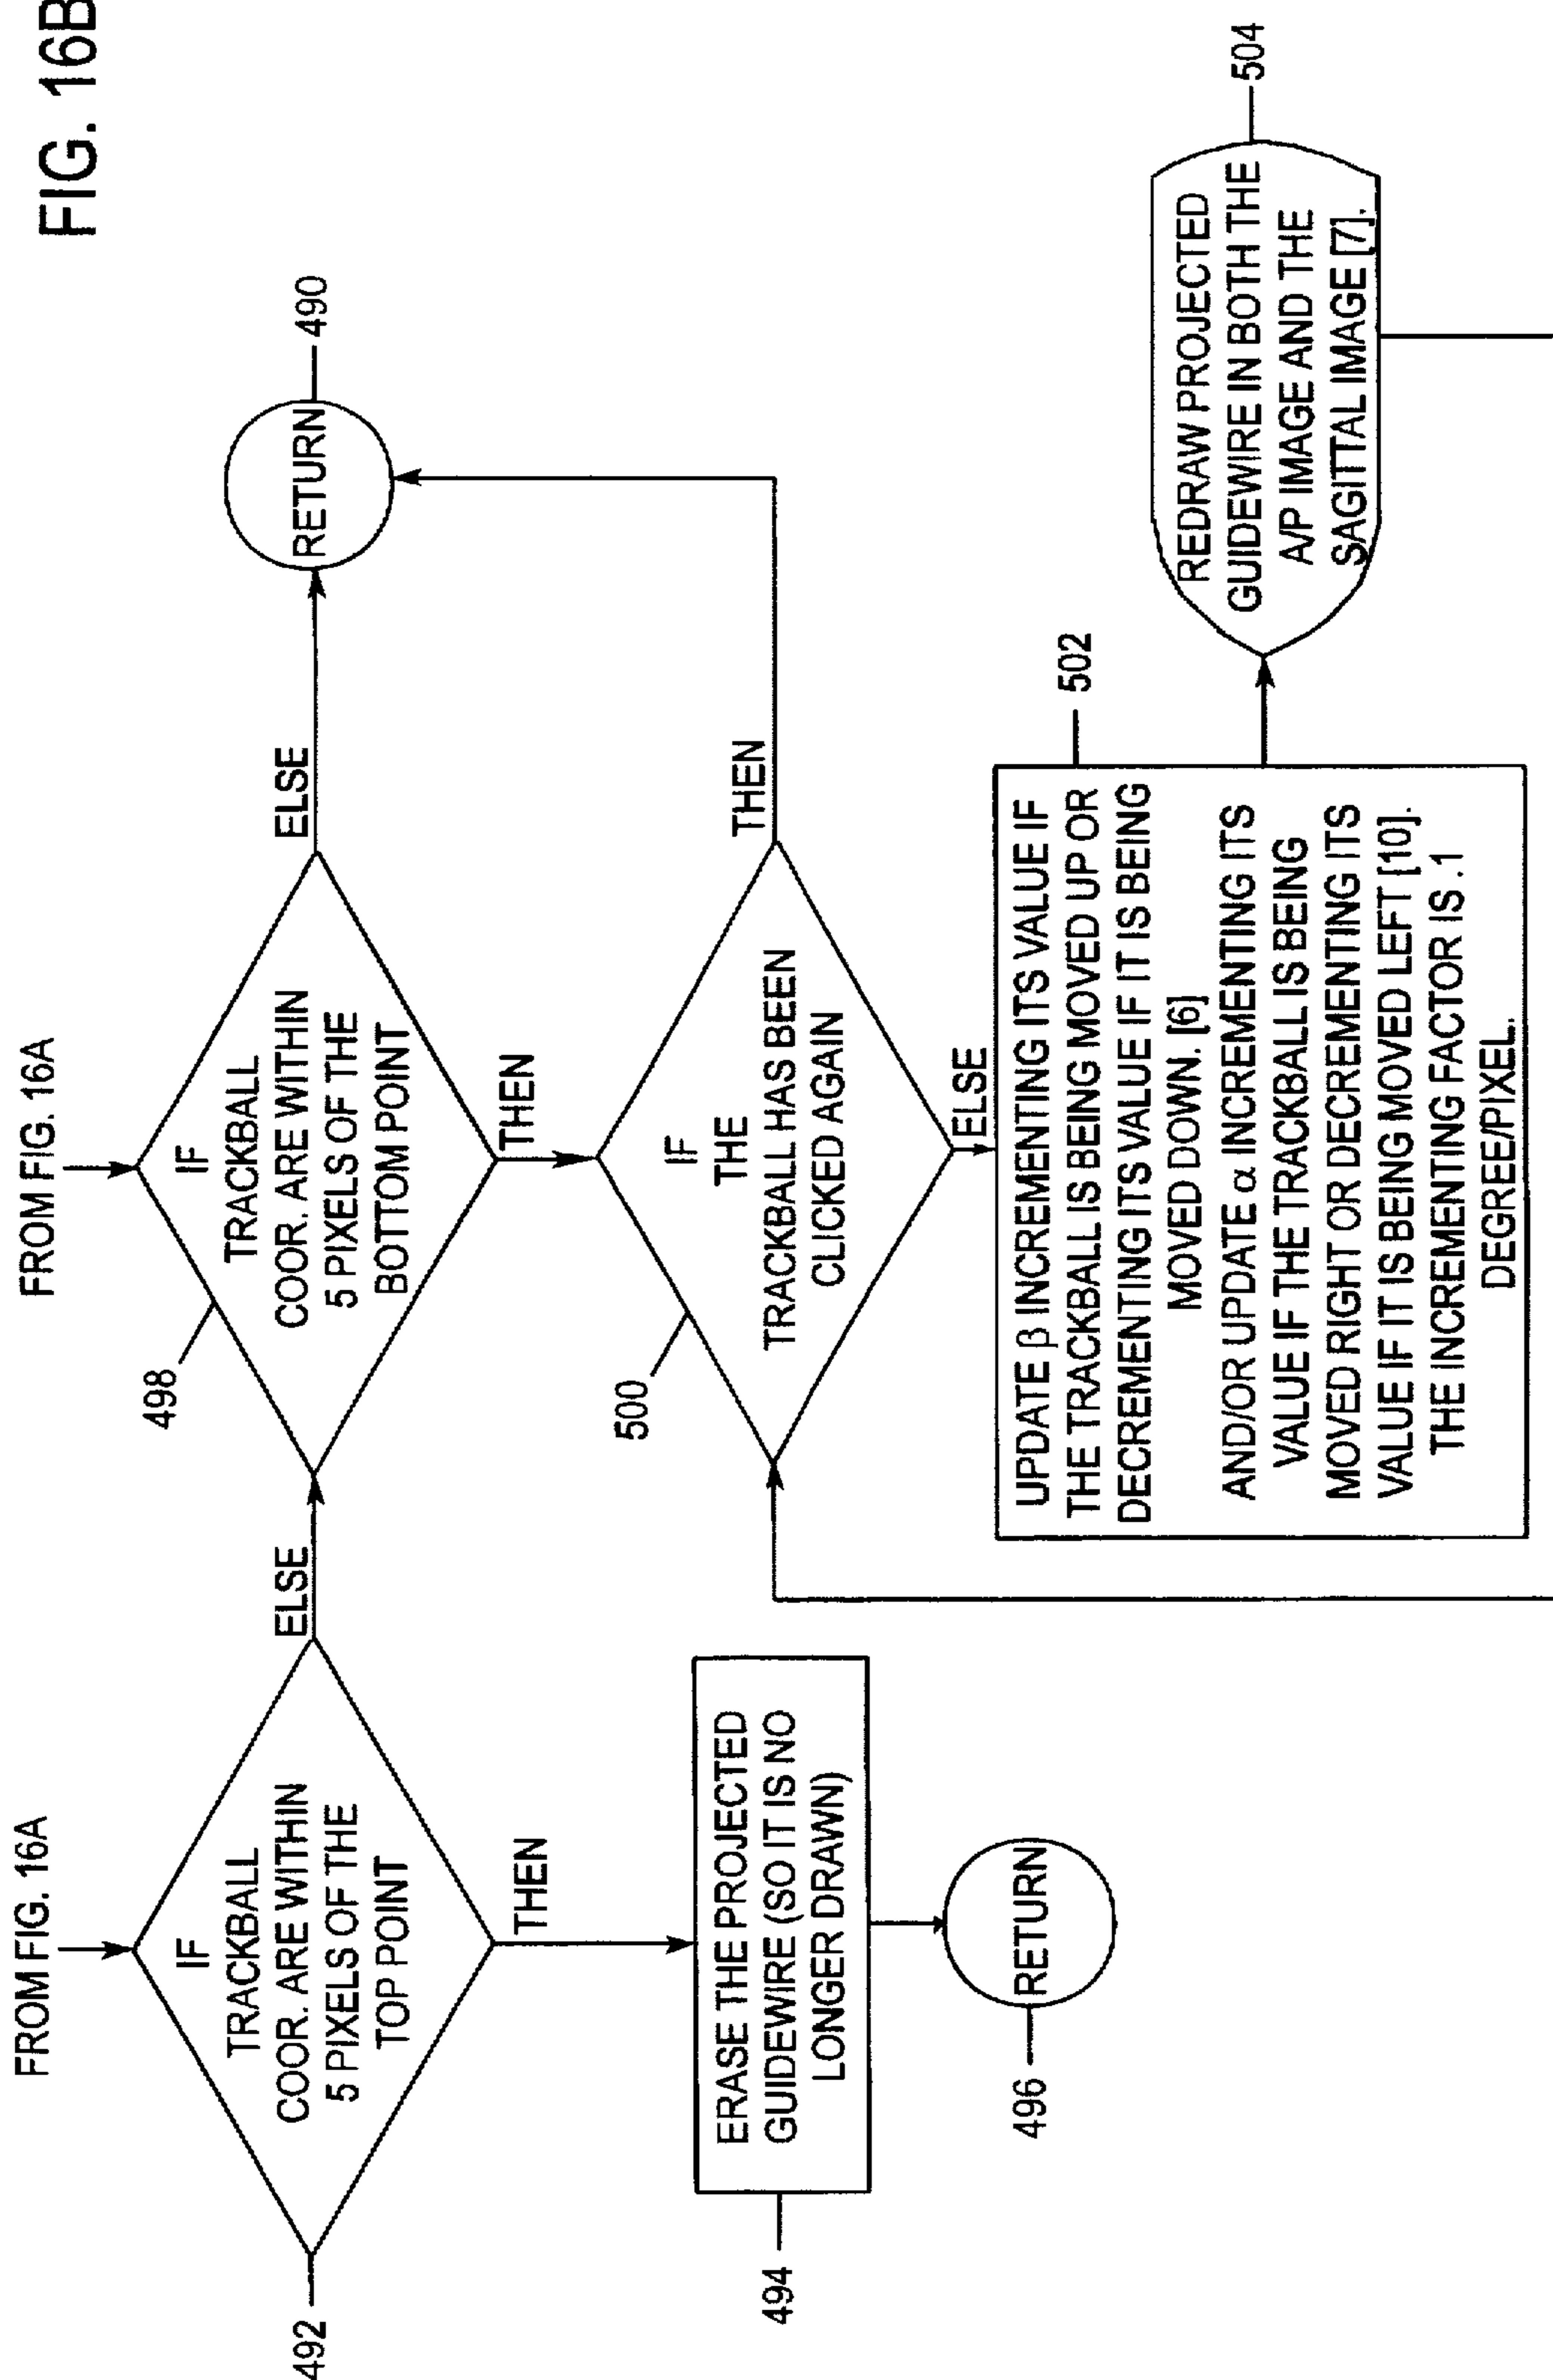 FIG. 16B
FROM FIG. 16A
IF
TRACKBALL
COOR. ARE WITHIN
5 PIXELS OF THE
TOP POINT
492
ELSE
THEN
ERASE THE PROJECTED
GUIDEWIRE (SO IT IS NO
LONGER DRAWN)
494
RETURN
496
FROM FIG. 16A
IF
TRACKBALL
COOR. ARE WITHIN
5 PIXELS OF THE
BOTTOM POINT
498
ELSE
RETURN
490
THEN
IF
THE
TRACKBALL HAS BEEN
CLICKED AGAIN
500
THEN
ELSE
UPDATE β INCREMENTING ITS VALUE IF
THE TRACKBALL IS BEING MOVED UP OR
DECREMENTING ITS VALUE IF IT IS BEING
MOVED DOWN. [6]
AND/OR UPDATE α INCREMENTING ITS
VALUE IF THE TRACKBALL IS BEING
MOVED RIGHT OR DECREMENTING ITS
VALUE IF IT IS BEING MOVED LEFT [10].
THE INCREMENTING FACTOR IS .1
DEGREE/PIXEL.
502
REDRAW PROJECTED
GUIDEWIRE IN BOTH THE
A/P IMAGE AND THE
SAGITTAL IMAGE [7].
504